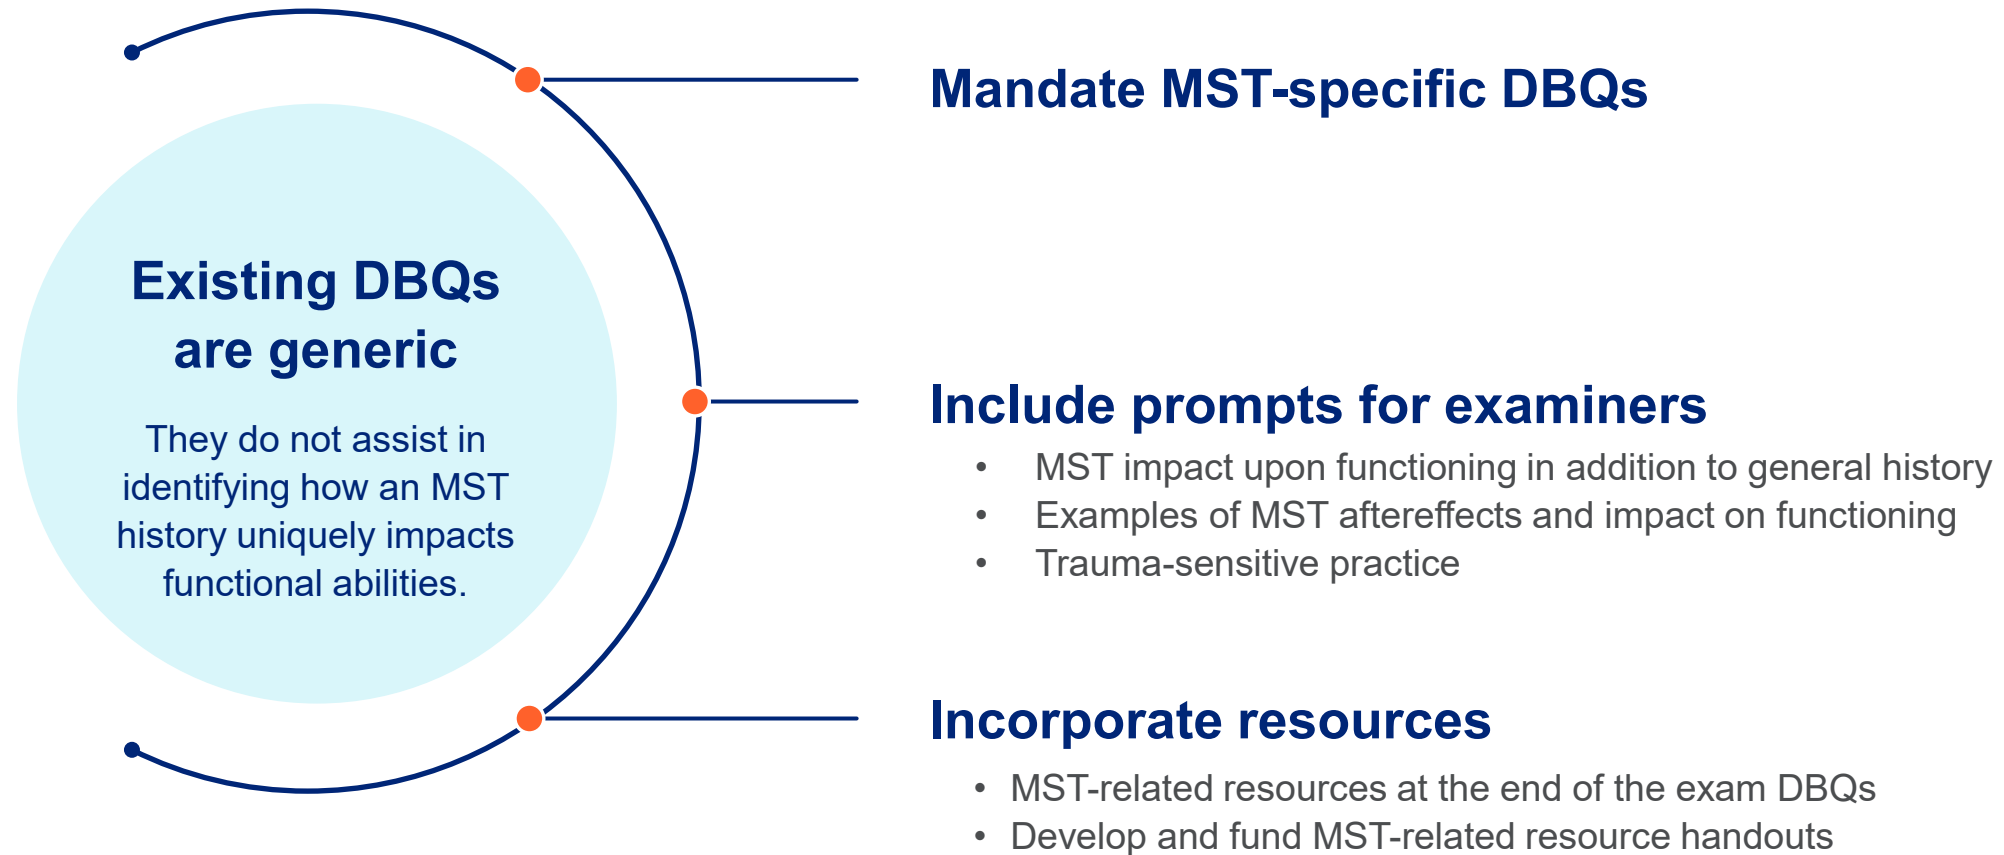 Existing DBQs
are generic
They do not assist in
identifying how an MST
history uniquely impacts
functional abilities.
Mandate MST-specific DBQs
Include prompts for examiners
• MST impact upon functioning in addition to general history
• Examples of MST aftereffects and impact on functioning
• Trauma-sensitive practice
Incorporate resources
• MST-related resources at the end of the exam DBQs
• Develop and fund MST-related resource handouts